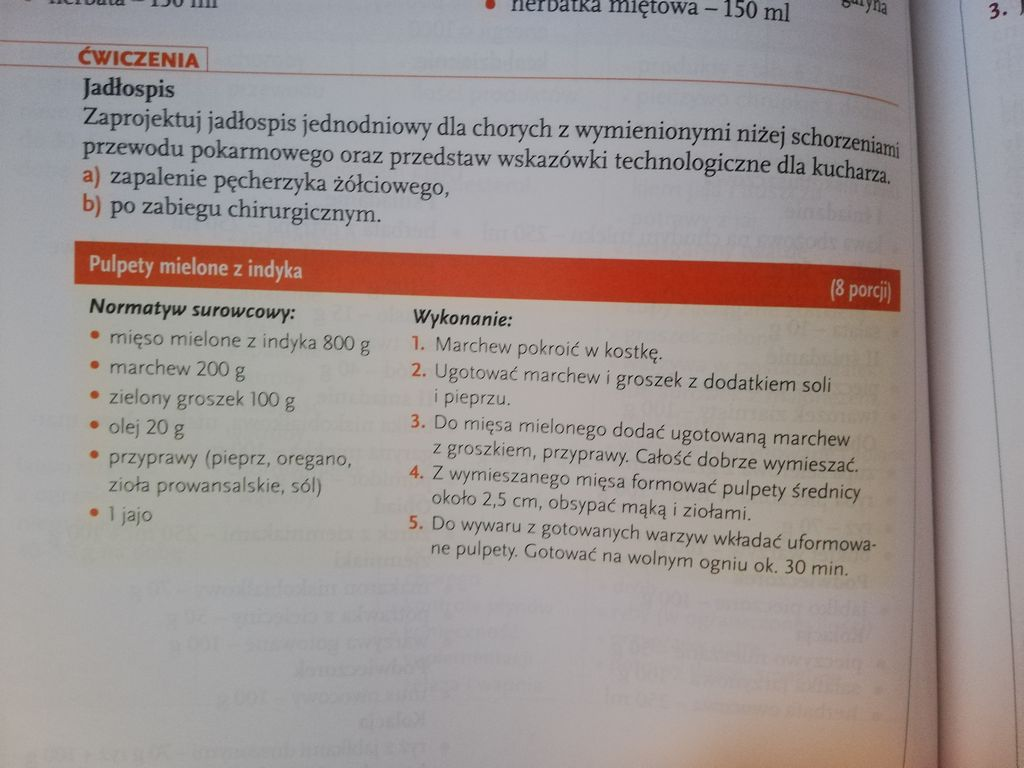 herbatka miętowa – 150 ml
3.
ĆWICZENIA
Jadłospis
Zaprojektuj jadłospis jednodniowy dla chorych z wymienionymi niżej schorzeniami
przewodu pokarmowego oraz przedstaw wskazówki technologiczne dla kucharza.
a) zapalenie pęcherzyka żółciowego,
b) po zabiegu chirurgicznym.
Pulpety mielone z indyka (8 porcji)
Normatyw surowcowy:
• mięso mielone z indyka 800 g
• marchew 200 g
• zielony groszek 100 g
• olej 20 g
• przyprawy (pieprz, oregano,
zioła prowansalskie, sól)
• 1 jajo
Wykonanie:
1. Marchew pokroić w kostkę.
2. Ugotować marchew i groszek z dodatkiem soli
i pieprzu.
3. Do mięsa mielonego dodać ugotowaną marchew
z groszkiem, przyprawy. Całość dobrze wymieszać.
4. Z wymieszanego mięsa formować pulpety średnicy
około 2,5 cm, obsypać mąką i ziołami.
5. Do wywaru z gotowanych warzyw wkładać uformowa-
ne pulpety. Gotować na wolnym ogniu ok. 30 min.